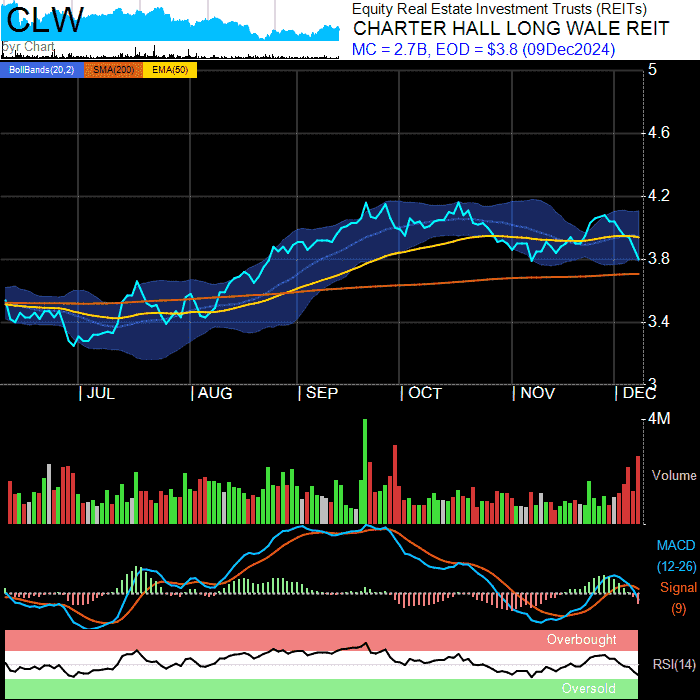 CLW
5yr Chart
Equity Real Estate Investment Trusts (REITs)
CHARTER HALL LONG WALE REIT
MC = 2.7B, EOD = $3.8 (09Dec2024)
BollBands(20,2) SMA(200) EMA(50)
5
4.6
4.2
3.8
3.4
3
| JUL | AUG | SEP | OCT | NOV | DEC
4M
Volume
MACD
(12-26)
Signal
(9)
Overbought
RSI(14)
Oversold